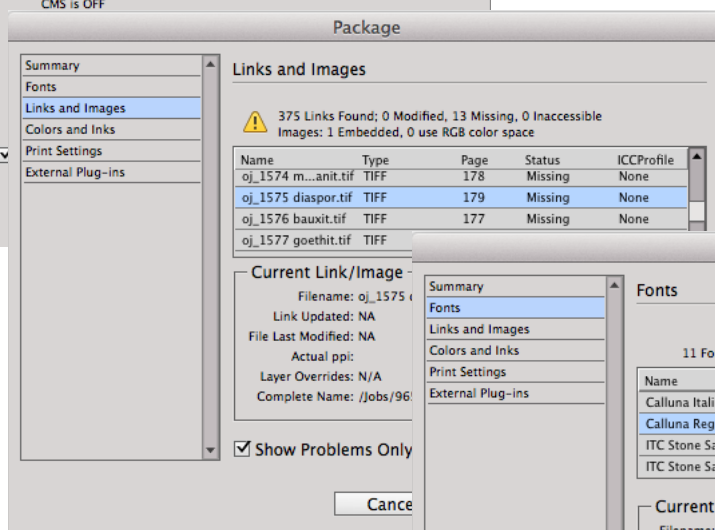 CMS is OFF
Package
Summary
Fonts
Links and Images
Colors and Inks
Print Settings
External Plug-ins
Links and Images
375 Links Found; 0 Modified, 13 Missing, 0 Inaccessible
Images: 1 Embedded, 0 use RGB color space
Name Type Page Status ICCProfile
oj_1574 m...anit.tif TIFF 178 Missing None
oj_1575 diaspor.tif TIFF 179 Missing None
oj_1576 bauxit.tif TIFF 177 Missing None
oj_1577 goethit.tif TIFF
Current Link/Image
Filename: oj_1575
Link Updated: NA
File Last Modified: NA
Actual ppi:
Layer Overrides: N/A
Complete Name: /Jobs/96
Show Problems Only
Cance
Summary
Fonts
Links and Images
Colors and Inks
Print Settings
External Plug-ins
Fonts
11 Fo
Name
Calluna Itali
Calluna Reg
ITC Stone Sa
ITC Stone Sa
Current